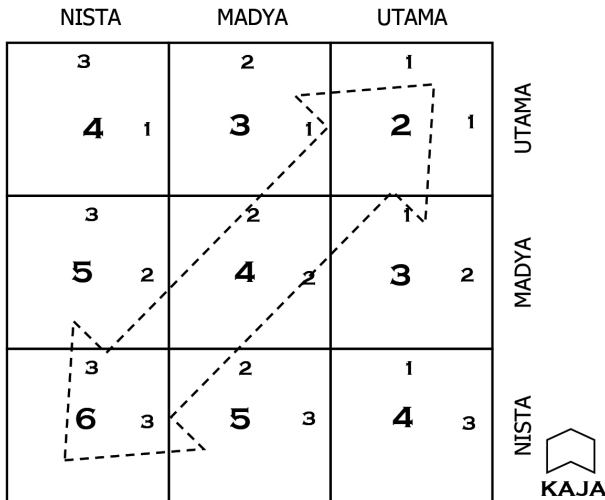 NISTA MADYA UTAMA
3 2 1
4 1 3 1 2 1 UTAMA
3 2 1
5 2 4 2 3 2 MADYA
3 2 1
6 3 5 3 4 3 NISTA
KAJA